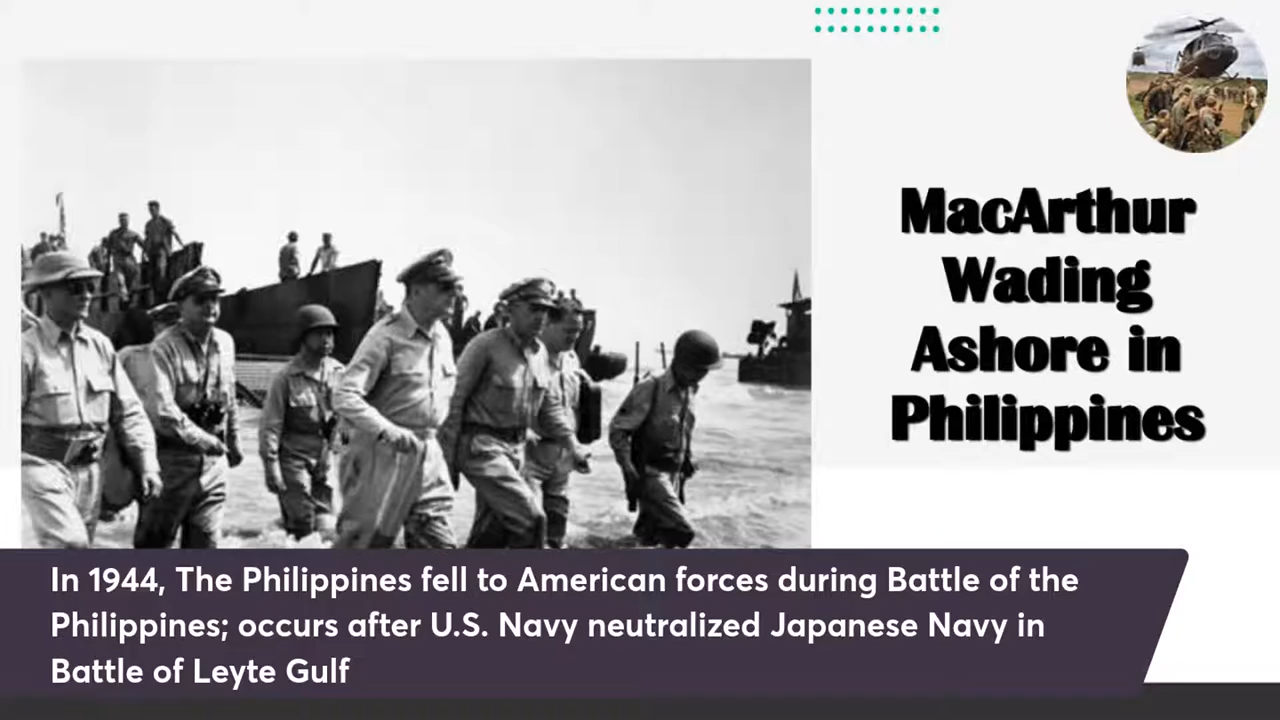 MacArthur
Wading
Ashore in
Philippines
In 1944, The Philippines fell to American forces during Battle of the
Philippines; occurs after U.S. Navy neutralized Japanese Navy in
Battle of Leyte Gulf